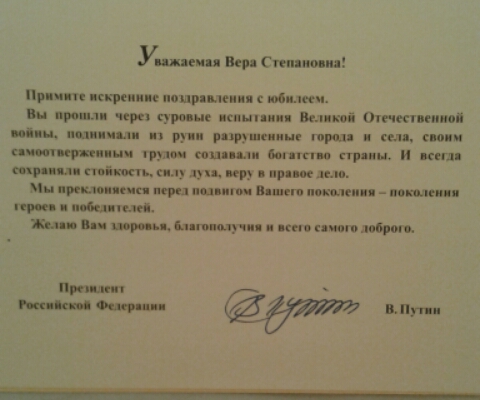 Уважаемая Вера Степановна!
Примите искренние поздравления с юбилеем.
Вы прошли через суровые испытания Великой Отечественной
войны, поднимали из руин разрушенные города и села, своим
самоотверженным трудом создавали богатство страны. И всегда
сохраняли стойкость, силу духа, веру в правое дело.
Мы преклоняемся перед подвигом Вашего поколения – поколения
героев и победителей.
Желаю Вам здоровья, благополучия и всего самого доброго.
Президент
Российской Федерации
В. Путин